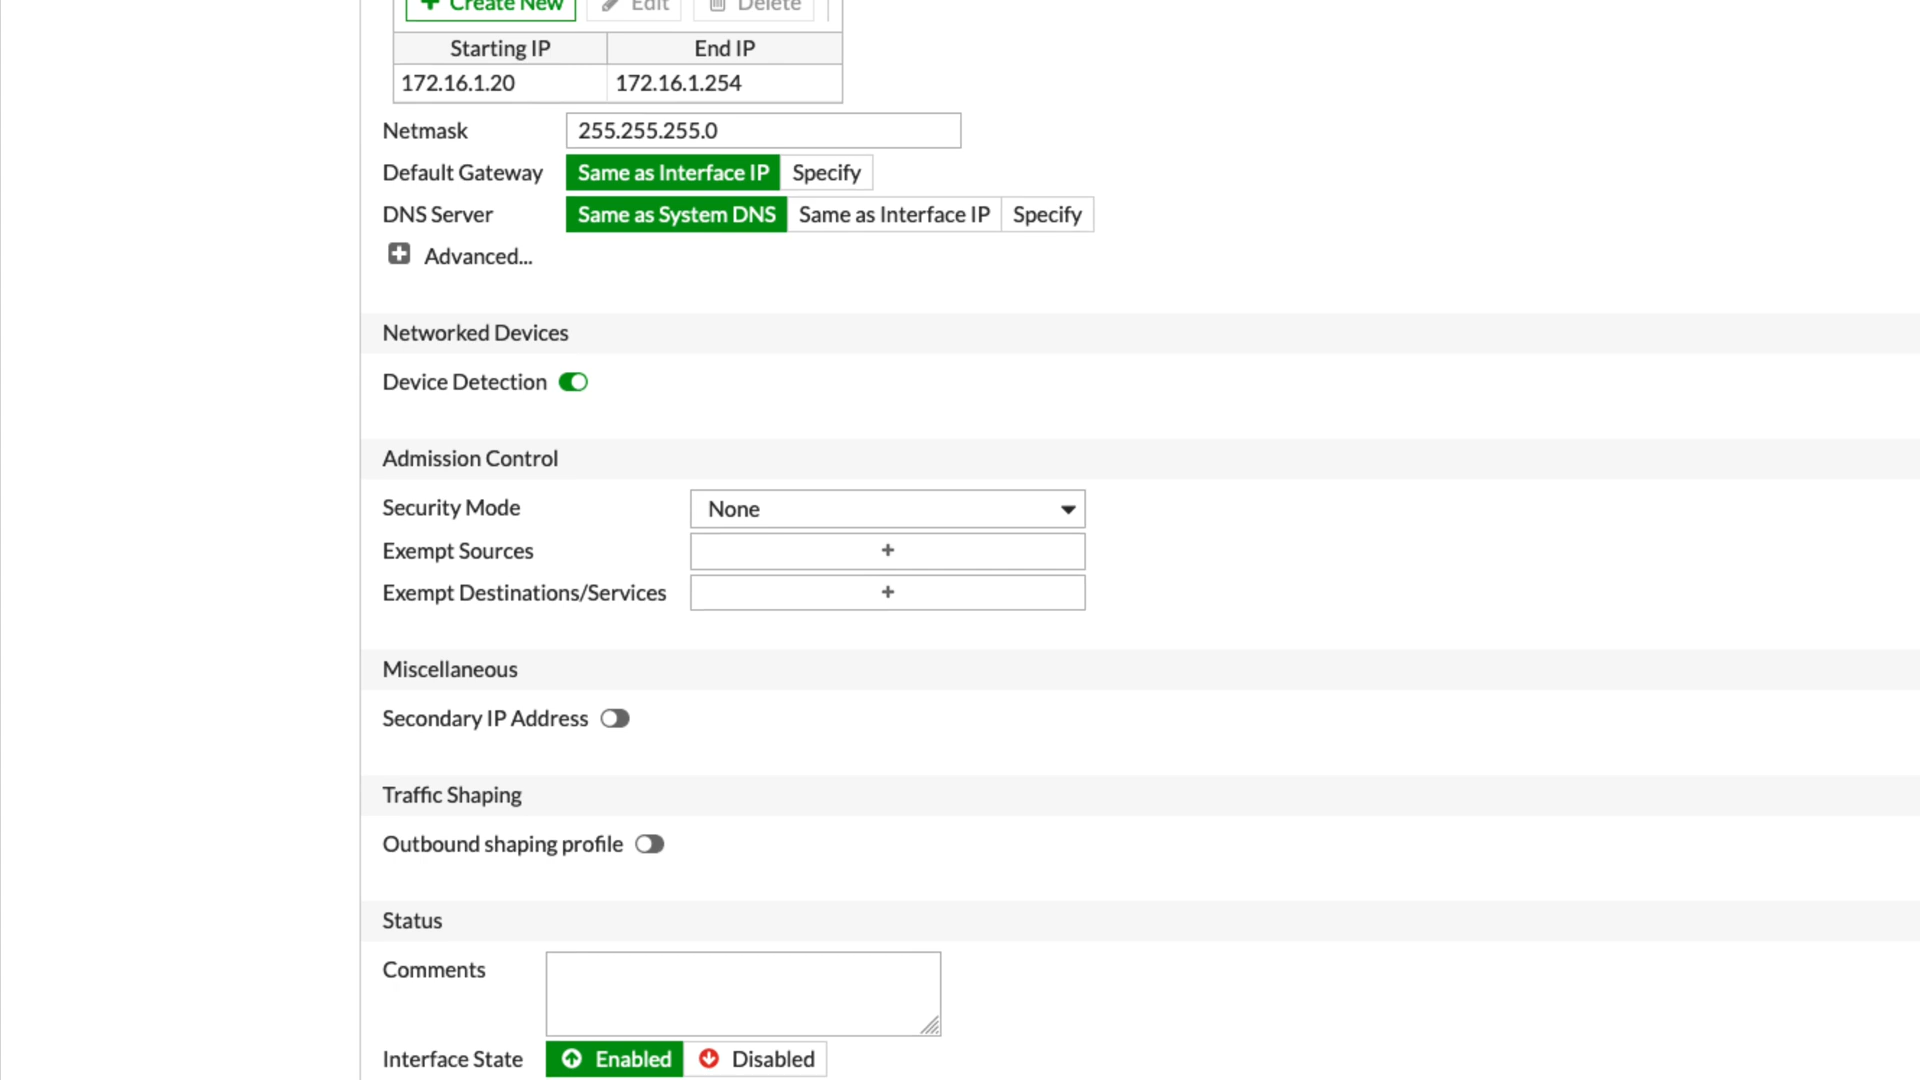 Create New Edit Delete
Starting IP End IP
172.16.1.20 172.16.1.254
Netmask 255.255.255.0
Default Gateway Same as Interface IP Specify
DNS Server Same as System DNS Same as Interface IP Specify
Advanced...
Networked Devices
Device Detection
Admission Control
Security Mode None
Exempt Sources +
Exempt Destinations/Services +
Miscellaneous
Secondary IP Address
Traffic Shaping
Outbound shaping profile
Status
Comments
Interface State Enabled Disabled